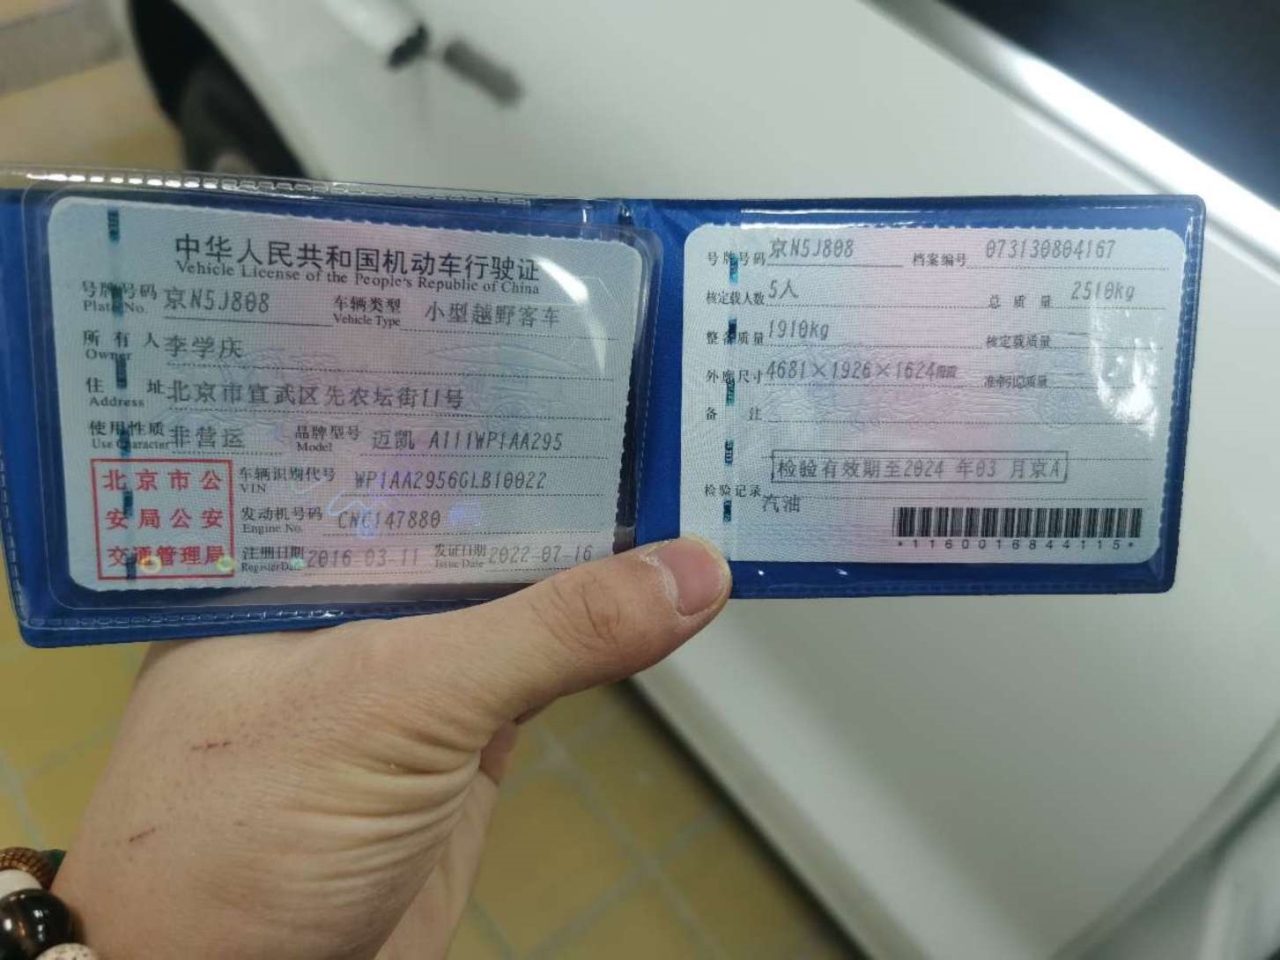 中华人民共和国机动车行驶证
Vehicle License of the People's Republic of China
号牌号码 京N5J808 车辆类型 小型越野客车
Plate No. Vehicle Type
所有人 李学庆
Owner
住址 北京市宣武区先农坛街11号
Address
使用性质 非营运 品牌型号 迈凯 A111WP1AA295
Use Character Model
北京市公
安局公安
交通管理局
车辆识别代号 WP1AA2956GLB10022
VIN
发动机号码 CNC147880
Engine No.
注册日期 2016-03-11 发证日期 2022-07-16
Register Date Issue Date
号牌号码 京N5J808 档案编号 073130804167
核定载人数 5人 总质量 2510kg
整备质量 1910kg 核定载质量
外廓尺寸 4681×1926×1624mm 准牵引总质量
备注
检验有效期至2024年03月京A
检验记录
汽油
*1160016844115*